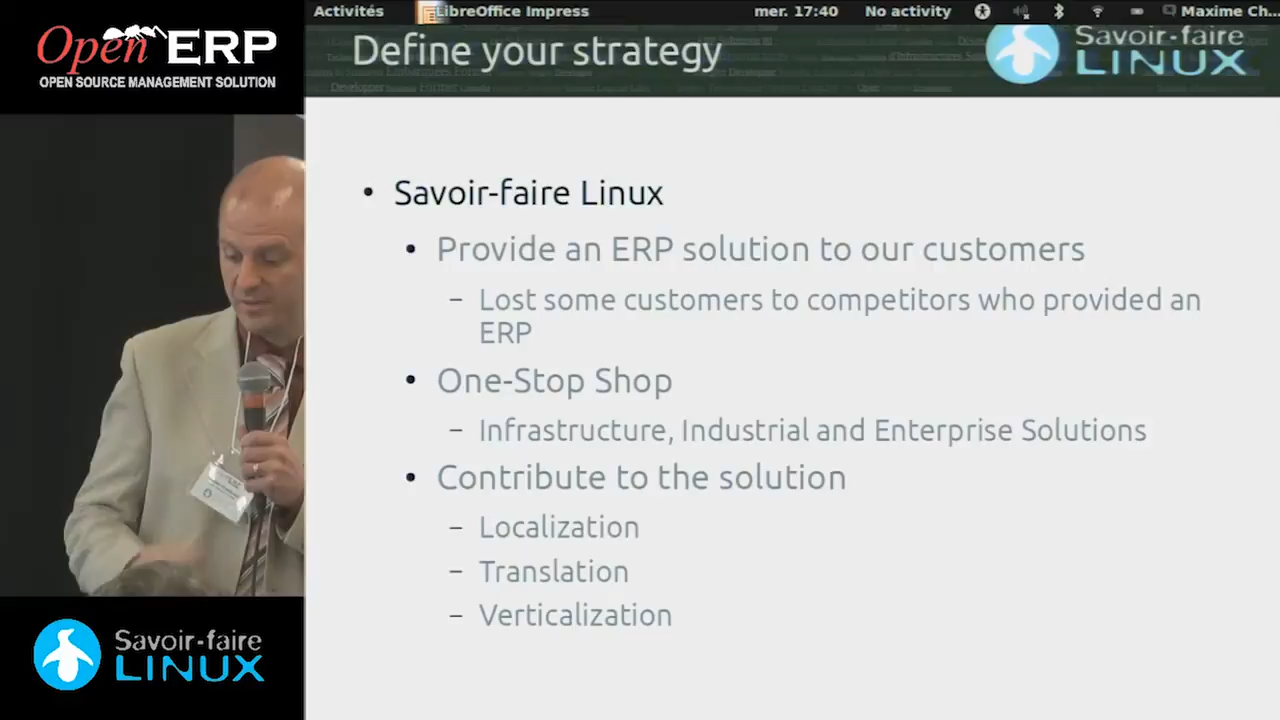 Open ERP
OPEN SOURCE MANAGEMENT SOLUTION
Activités LibreOffice Impress mer. 17:40 No activity Maxime Ch...
Define your strategy
Savoir-faire
LINUX
• Savoir-faire Linux
• Provide an ERP solution to our customers
– Lost some customers to competitors who provided an
ERP
• One-Stop Shop
– Infrastructure, Industrial and Enterprise Solutions
• Contribute to the solution
– Localization
– Translation
– Verticalization
Savoir-faire
LINUX